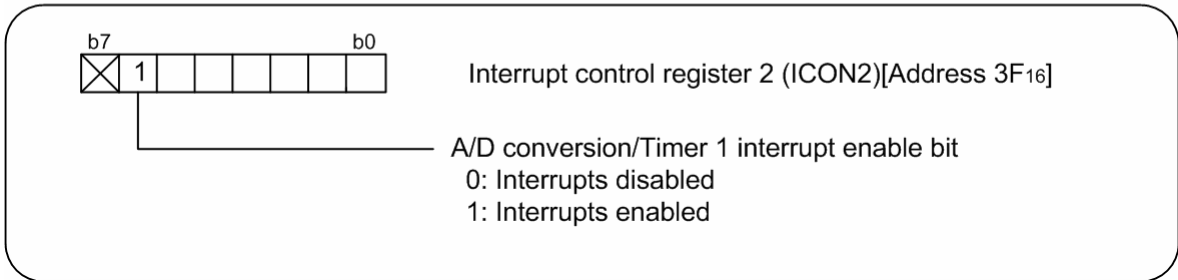 b7 b0
1
Interrupt control register 2 (ICON2)[Address 3F16]
A/D conversion/Timer 1 interrupt enable bit
0: Interrupts disabled
1: Interrupts enabled